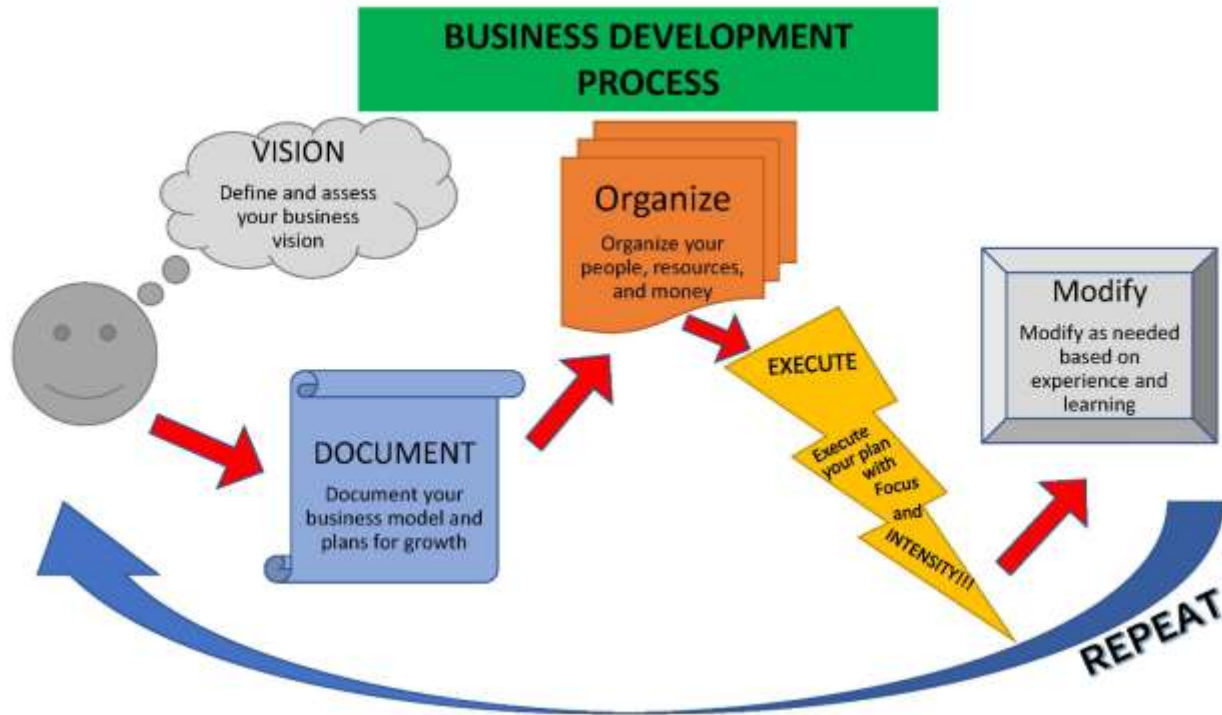 BUSINESS DEVELOPMENT
PROCESS
VISION
Define and assess
your business
vision
DOCUMENT
Document your
business model and
plans for growth
Organize
Organize your
people, resources,
and money
EXECUTE
Execute
your plan
with
Focus
and
INTENSITY!!!
Modify
Modify as needed
based on
experience and
learning
REPEAT